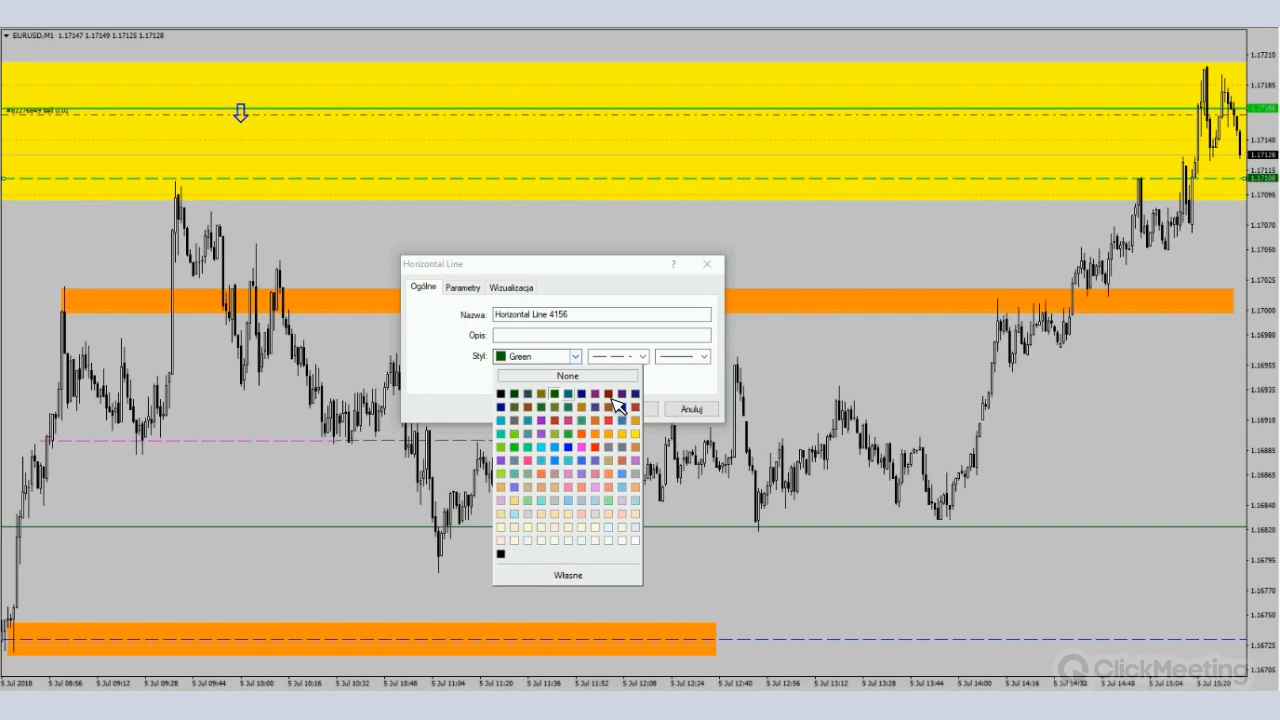 EURUSD,M1 1.17147 1.17149 1.17125 1.17128
1.17210
1.17185
#82276849 sell 0.02
1.17140
1.17128
1.17115
1.17108
1.17095
1.17070
1.17050
1.17025
1.17000
1.16980
1.16955
1.16910
1.16885
1.16865
1.16840
1.16820
1.16795
1.16750
1.16725
1.16705
Horizontal Line
?
Ogólne Parametry Wizualizacja
Nazwa: Horizontal Line 4156
Opis:
Styl: Green
None
Anuluj
Własne
5 Jul 2018 5 Jul 08:56 5 Jul 09:12 5 Jul 09:28 5 Jul 09:44 5 Jul 10:00 5 Jul 10:16 5 Jul 10:32 5 Jul 10:48 5 Jul 11:04 5 Jul 11:20 5 Jul 11:36 5 Jul 11:52 5 Jul 12:08 5 Jul 12:24 5 Jul 12:40 5 Jul 12:56 5 Jul 13:12 5 Jul 13:28 5 Jul 13:44 5 Jul 14:00 5 Jul 14:16 5 Jul 14:32 5 Jul 14:48 5 Jul 15:04 5 Jul 15:20
ClickMeeting